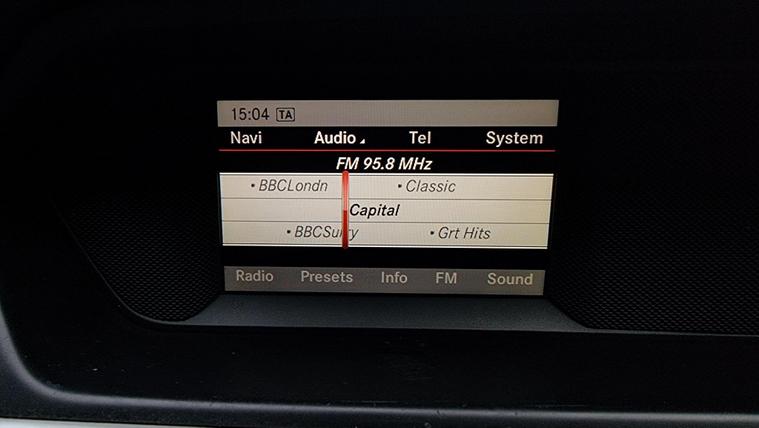 15:04 TA
Navi Audio Tel System
FM 95.8 MHz
• BBCLondn • Classic
Capital
• BBCSurry • Grt Hits
Radio Presets Info FM Sound